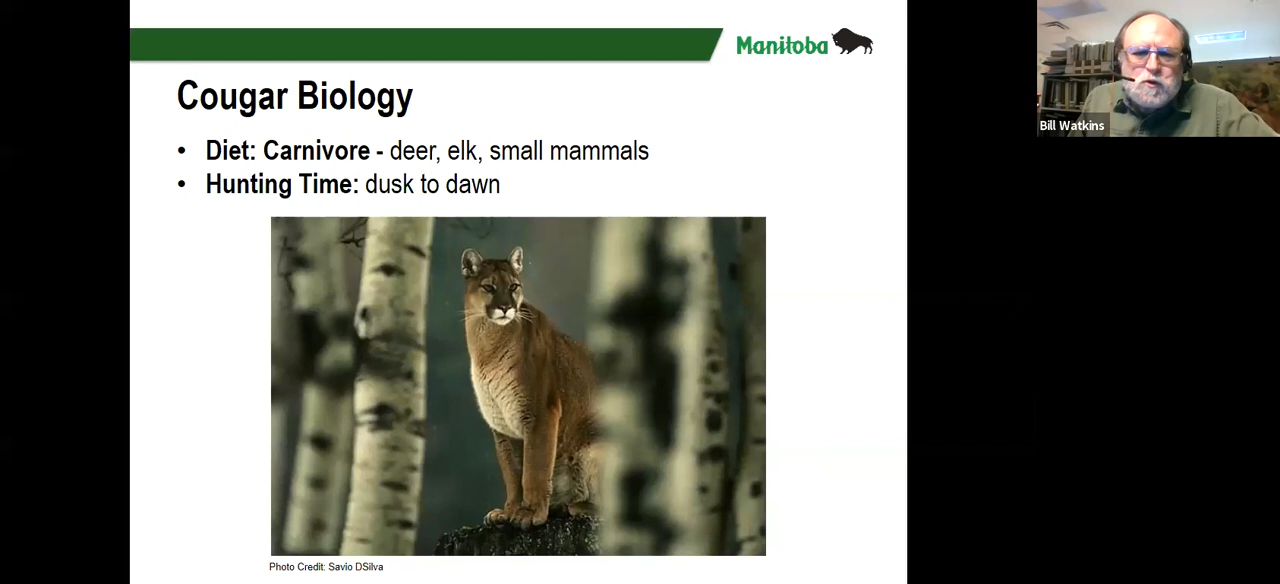 Manitoba
Cougar Biology
• Diet: Carnivore - deer, elk, small mammals
• Hunting Time: dusk to dawn
Photo Credit: Savio DSilva
Bill Watkins